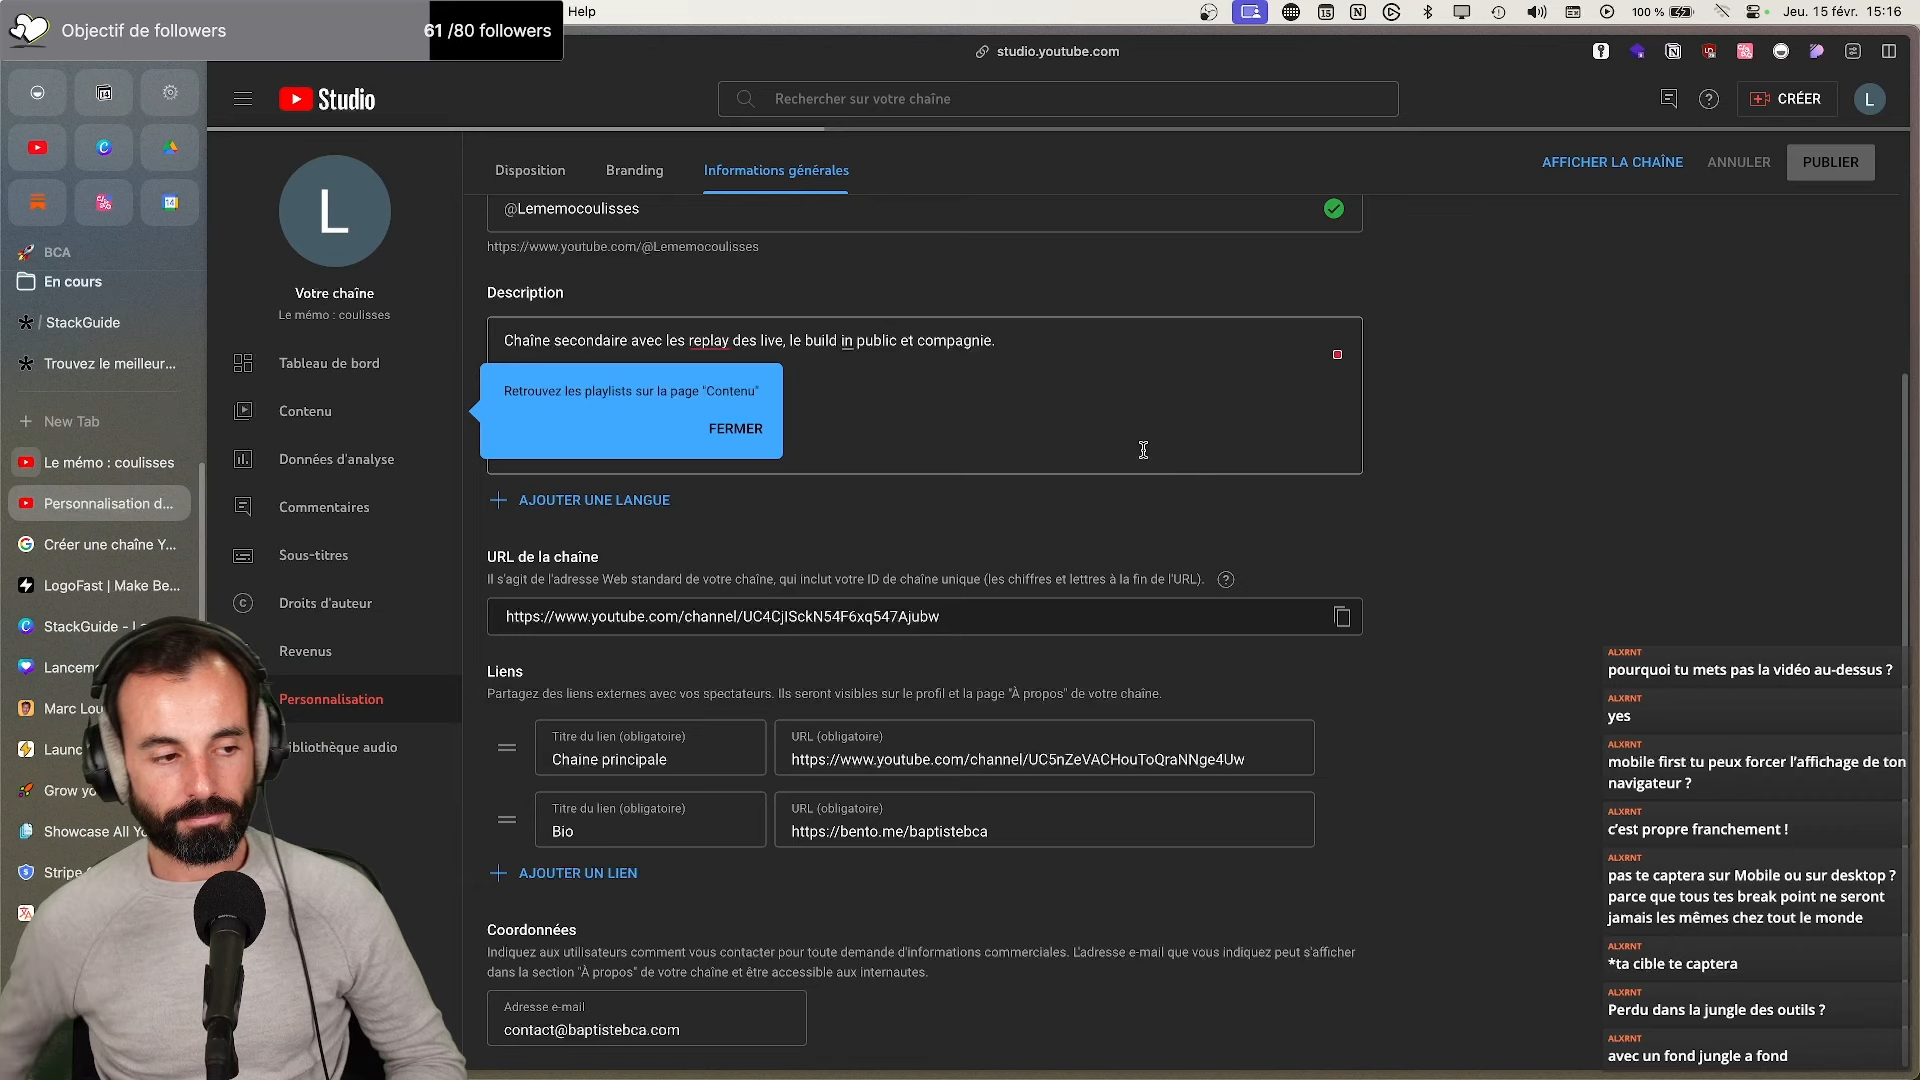 Objectif de followers
61 /80 followers
Help
100 %
Jeu. 15 févr. 15:16
studio.youtube.com
Studio
Rechercher sur votre chaîne
CRÉER
L
BCA
En cours
/ StackGuide
Trouvez le meilleur...
New Tab
Le mémo : coulisses
Personnalisation d...
Créer une chaîne Y...
LogoFast | Make Be...
StackGuide - L
Lanceme
Marc Lou
Launc
Grow yo
Showcase All Yo
Stripe
L
Votre chaîne
Le mémo : coulisses
Tableau de bord
Contenu
Données d'analyse
Commentaires
Sous-titres
Droits d'auteur
Revenus
Personnalisation
ibliothèque audio
Disposition
Branding
Informations générales
AFFICHER LA CHAÎNE
ANNULER
PUBLIER
@Lememocoulisses
https://www.youtube.com/@Lememocoulisses
Description
Chaîne secondaire avec les replay des live, le build in public et compagnie.
Retrouvez les playlists sur la page "Contenu"
FERMER
AJOUTER UNE LANGUE
URL de la chaîne
Il s'agit de l'adresse Web standard de votre chaîne, qui inclut votre ID de chaîne unique (les chiffres et lettres à la fin de l'URL).
https://www.youtube.com/channel/UC4CjISckN54F6xq547Ajubw
Liens
Partagez des liens externes avec vos spectateurs. Ils seront visibles sur le profil et la page "À propos" de votre chaîne.
Titre du lien (obligatoire)
Chaine principale
URL (obligatoire)
https://www.youtube.com/channel/UC5nZeVACHouToQraNNge4Uw
Titre du lien (obligatoire)
Bio
URL (obligatoire)
https://bento.me/baptistebca
AJOUTER UN LIEN
Coordonnées
Indiquez aux utilisateurs comment vous contacter pour toute demande d'informations commerciales. L'adresse e-mail que vous indiquez peut s'afficher
dans la section "À propos" de votre chaîne et être accessible aux internautes.
Adresse e-mail
contact@baptistebca.com
ALXRNT
pourquoi tu mets pas la vidéo au-dessus ?
ALXRNT
yes
ALXRNT
mobile first tu peux forcer l'affichage de ton
navigateur ?
ALXRNT
c'est propre franchement !
ALXRNT
pas te captera sur Mobile ou sur desktop ?
parce que tous tes break point ne seront
jamais les mêmes chez tout le monde
ALXRNT
*ta cible te captera
ALXRNT
Perdu dans la jungle des outils ?
ALXRNT
avec un fond jungle a fond